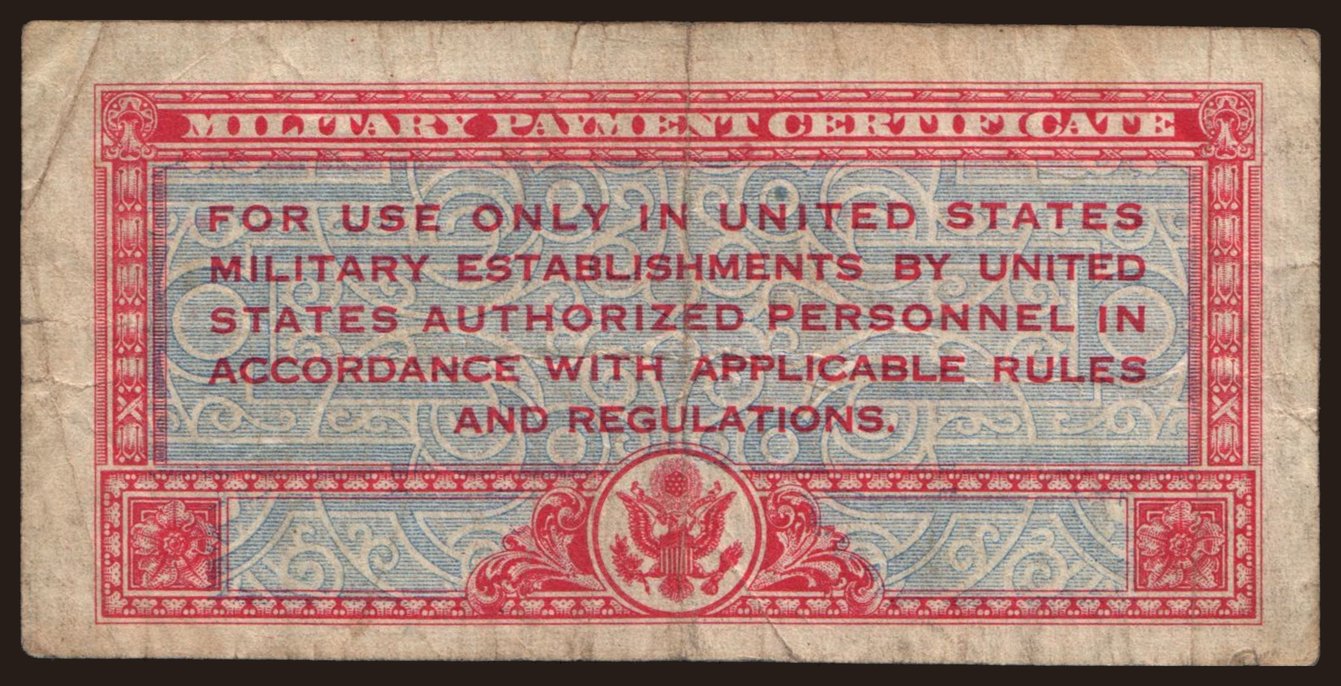 MILITARY PAYMENT CERTIFICATE
FOR USE ONLY IN UNITED STATES
MILITARY ESTABLISHMENTS BY UNITED
STATES AUTHORIZED PERSONNEL IN
ACCORDANCE WITH APPLICABLE RULES
AND REGULATIONS.